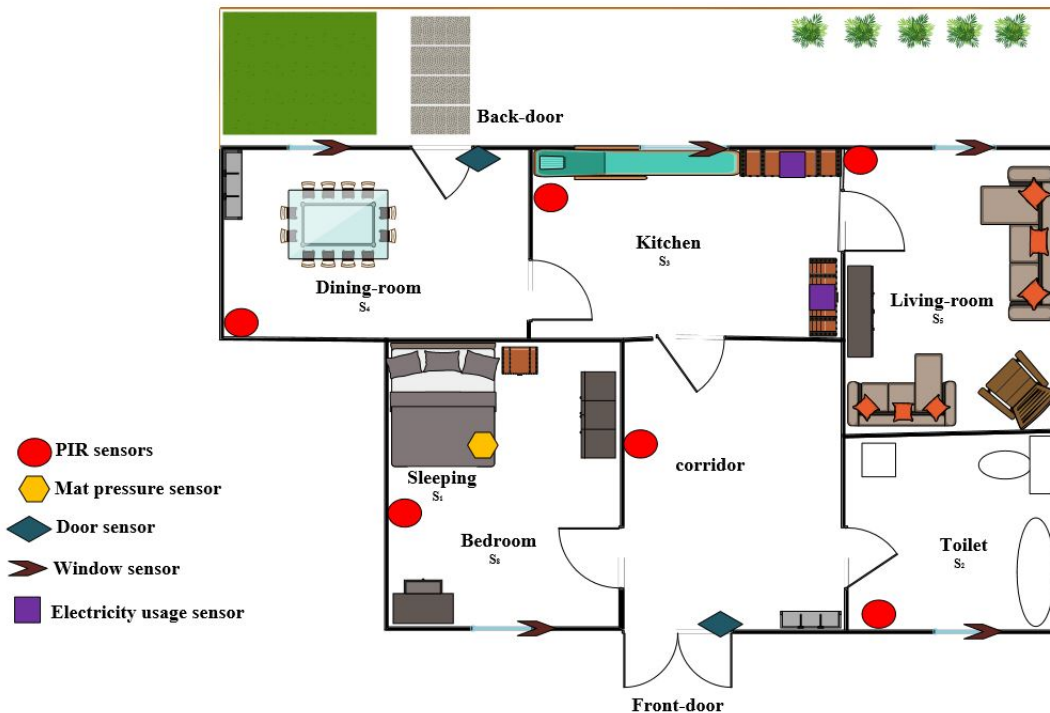 Back-door
Kitchen
S₃
Dining-room
S₄
Living-room
S₅
PIR sensors
Mat pressure sensor
Door sensor
Window sensor
Electricity usage sensor
Sleeping
S₁
corridor
Bedroom
S₈
Toilet
S₂
Front-door